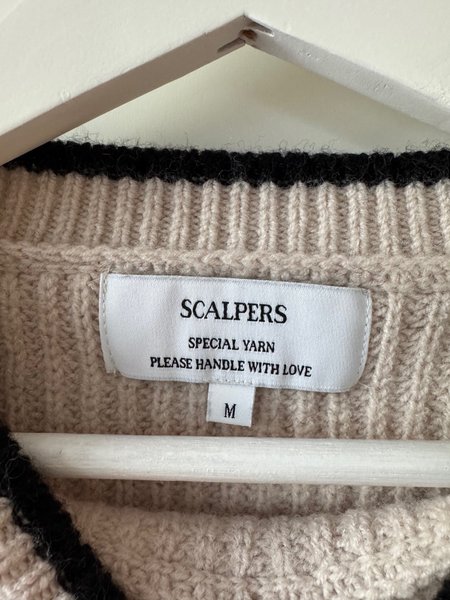 SCALPERS
SPECIAL YARN
PLEASE HANDLE WITH LOVE
M